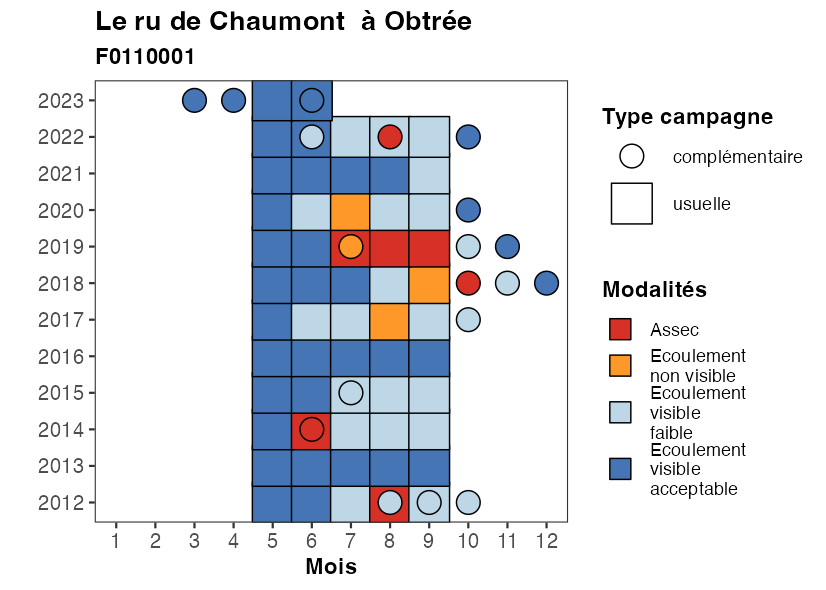 Le ru de Chaumont  à Obtrée
F0110001
2023
2022
2021
2020
2019
2018
2017
2016
2015
2014
2013
2012
1 2 3 4 5 6 7 8 9 10 11 12
Mois
Type campagne
complémentaire
usuelle
Modalités
Assec
Ecoulement
non visible
Ecoulement
visible
faible
Ecoulement
visible
acceptable